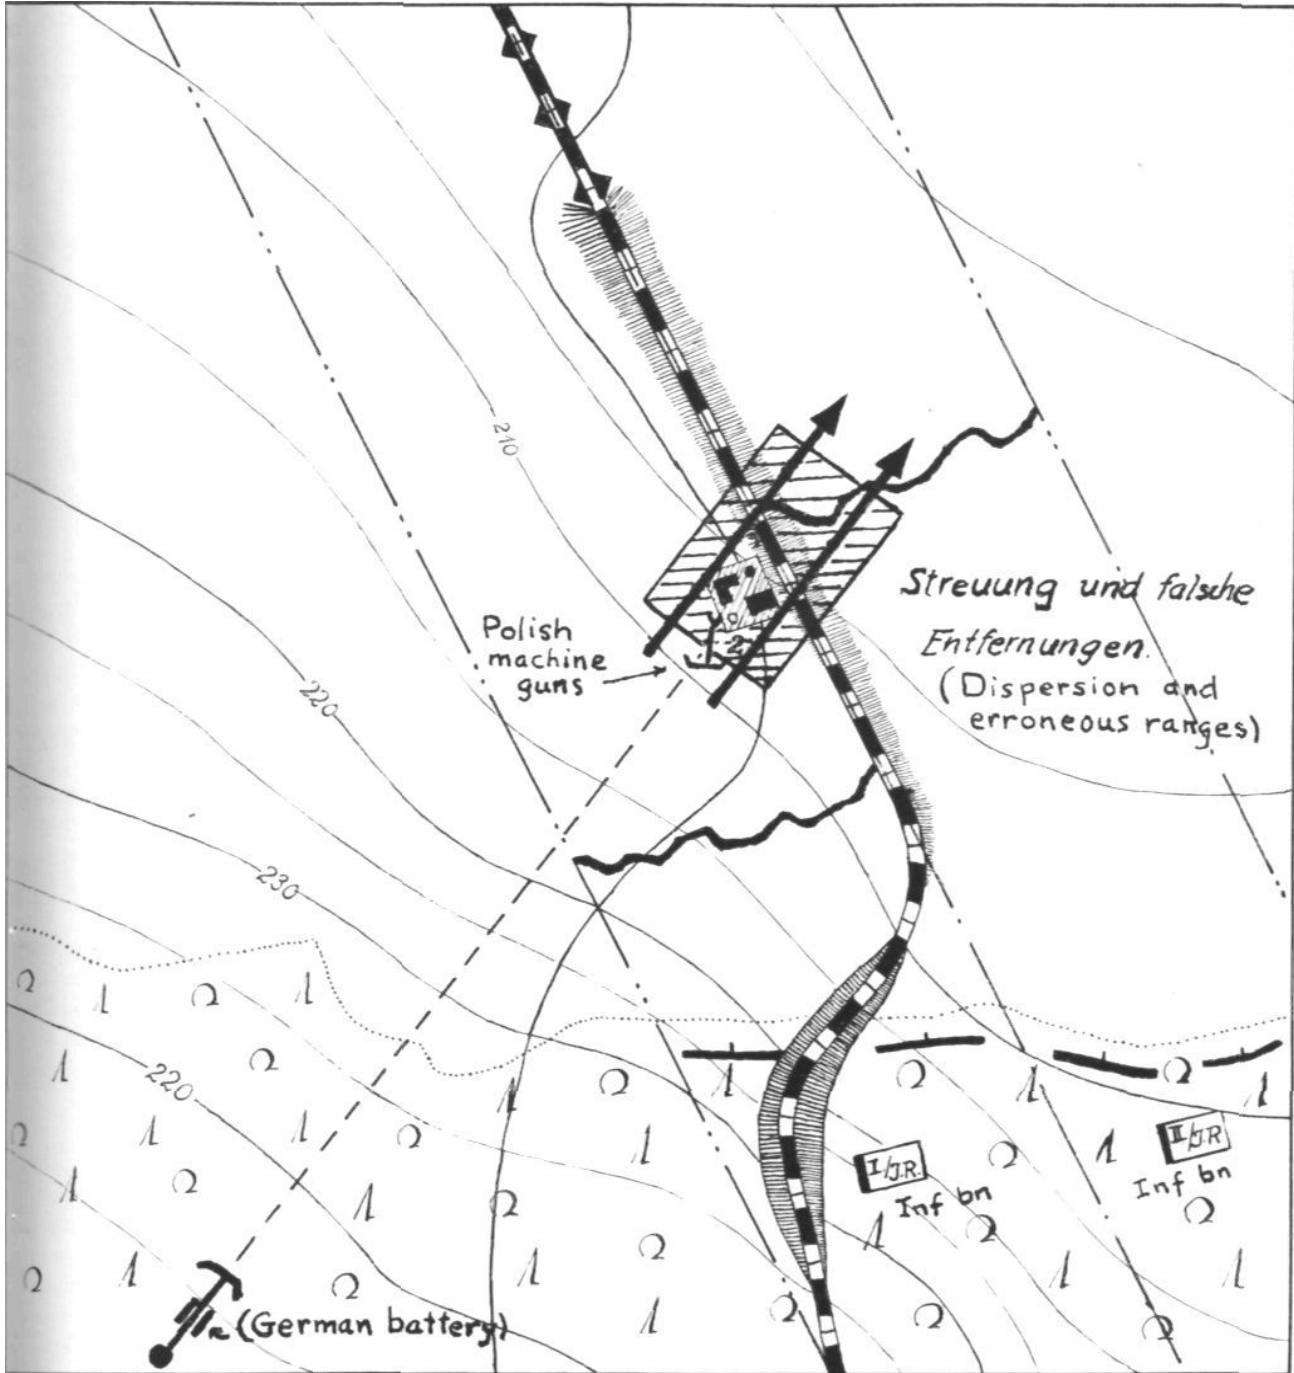 210
Streuung und falsche
Entfernungen.
(Dispersion and
erroneous ranges)
Polish
machine
guns
2
220
230
220
I/J.R.
Inf bn
II/J.R
Inf bn
(German battery)